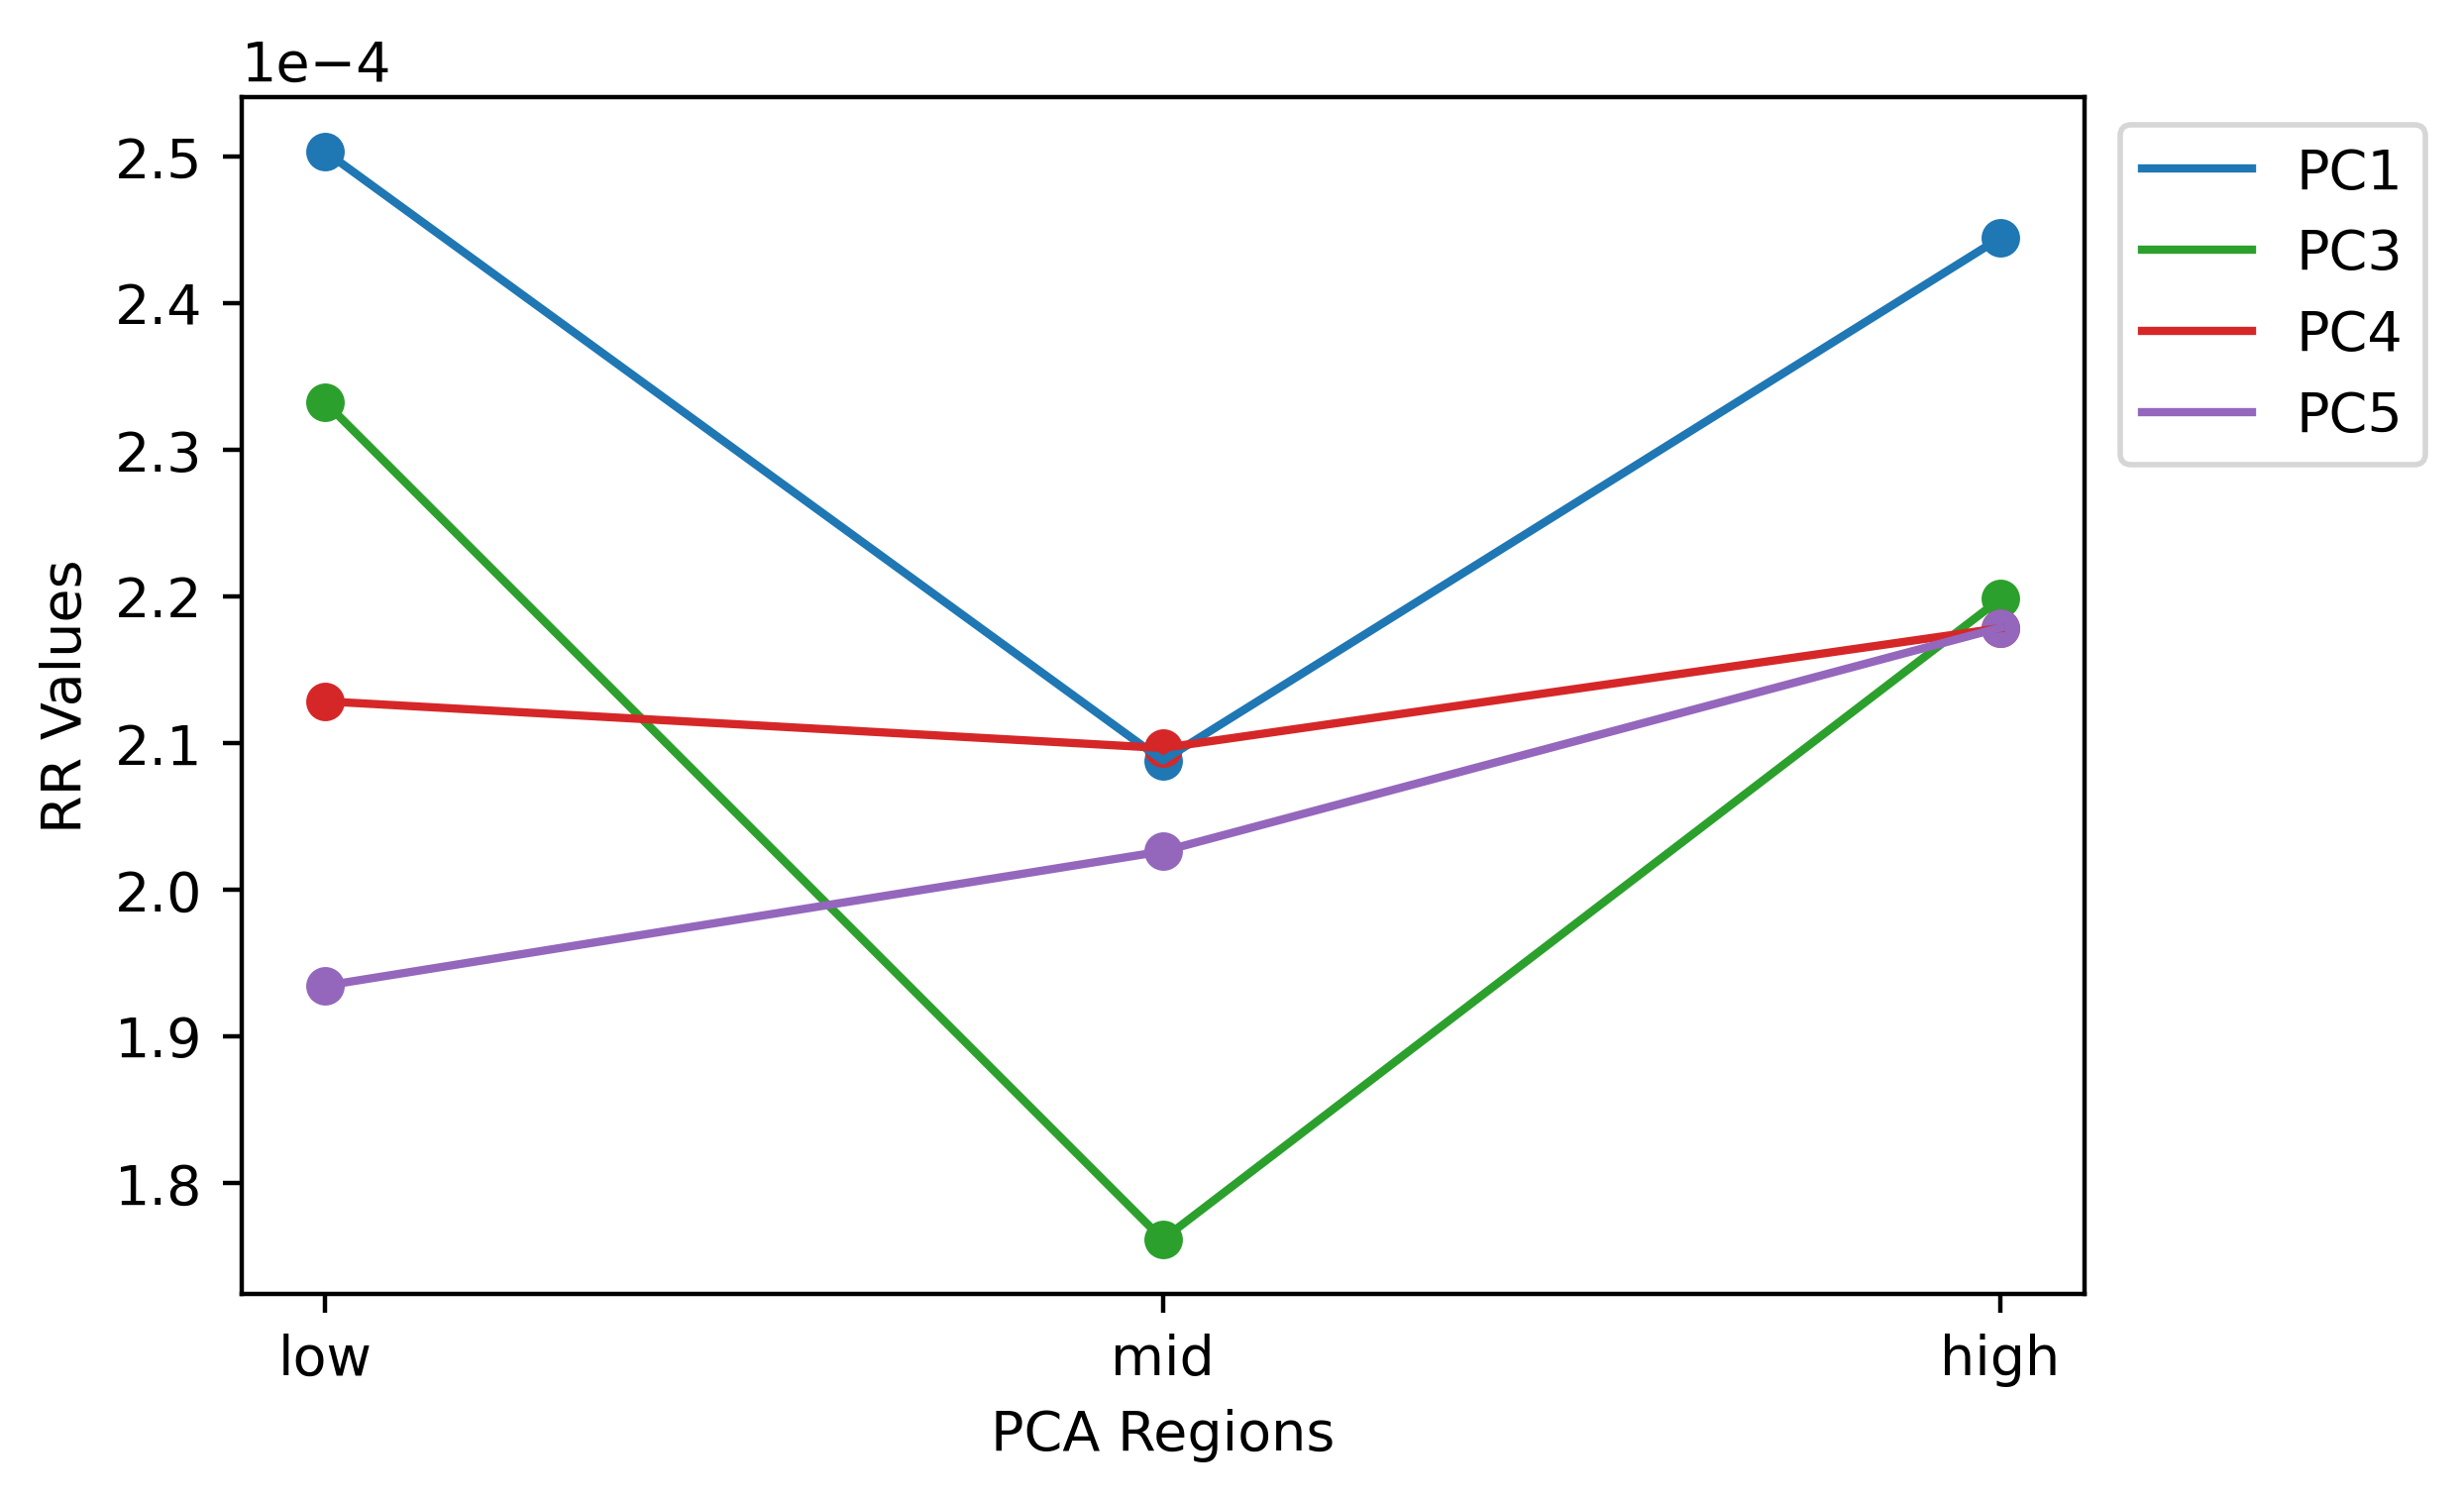 1e−4
2.5
2.4
2.3
2.2
2.1
2.0
1.9
1.8
RR Values
low
mid
high
PCA Regions
PC1
PC3
PC4
PC5